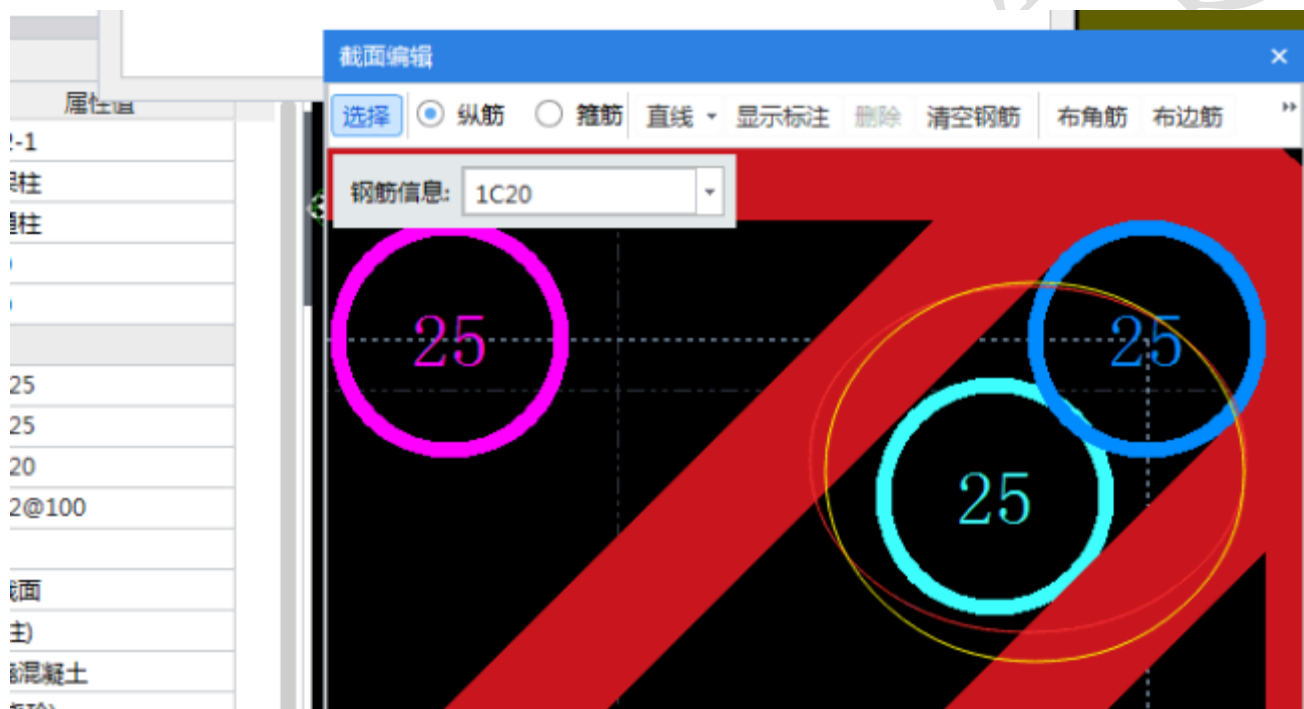 截面编辑
属性值
选择 纵筋 箍筋 直线 显示标注 删除 清空钢筋 布角筋 布边筋
-1
柱
钢筋信息: 1C20
柱
25 25
25
25
20
25
2@100
面
主)
混凝土